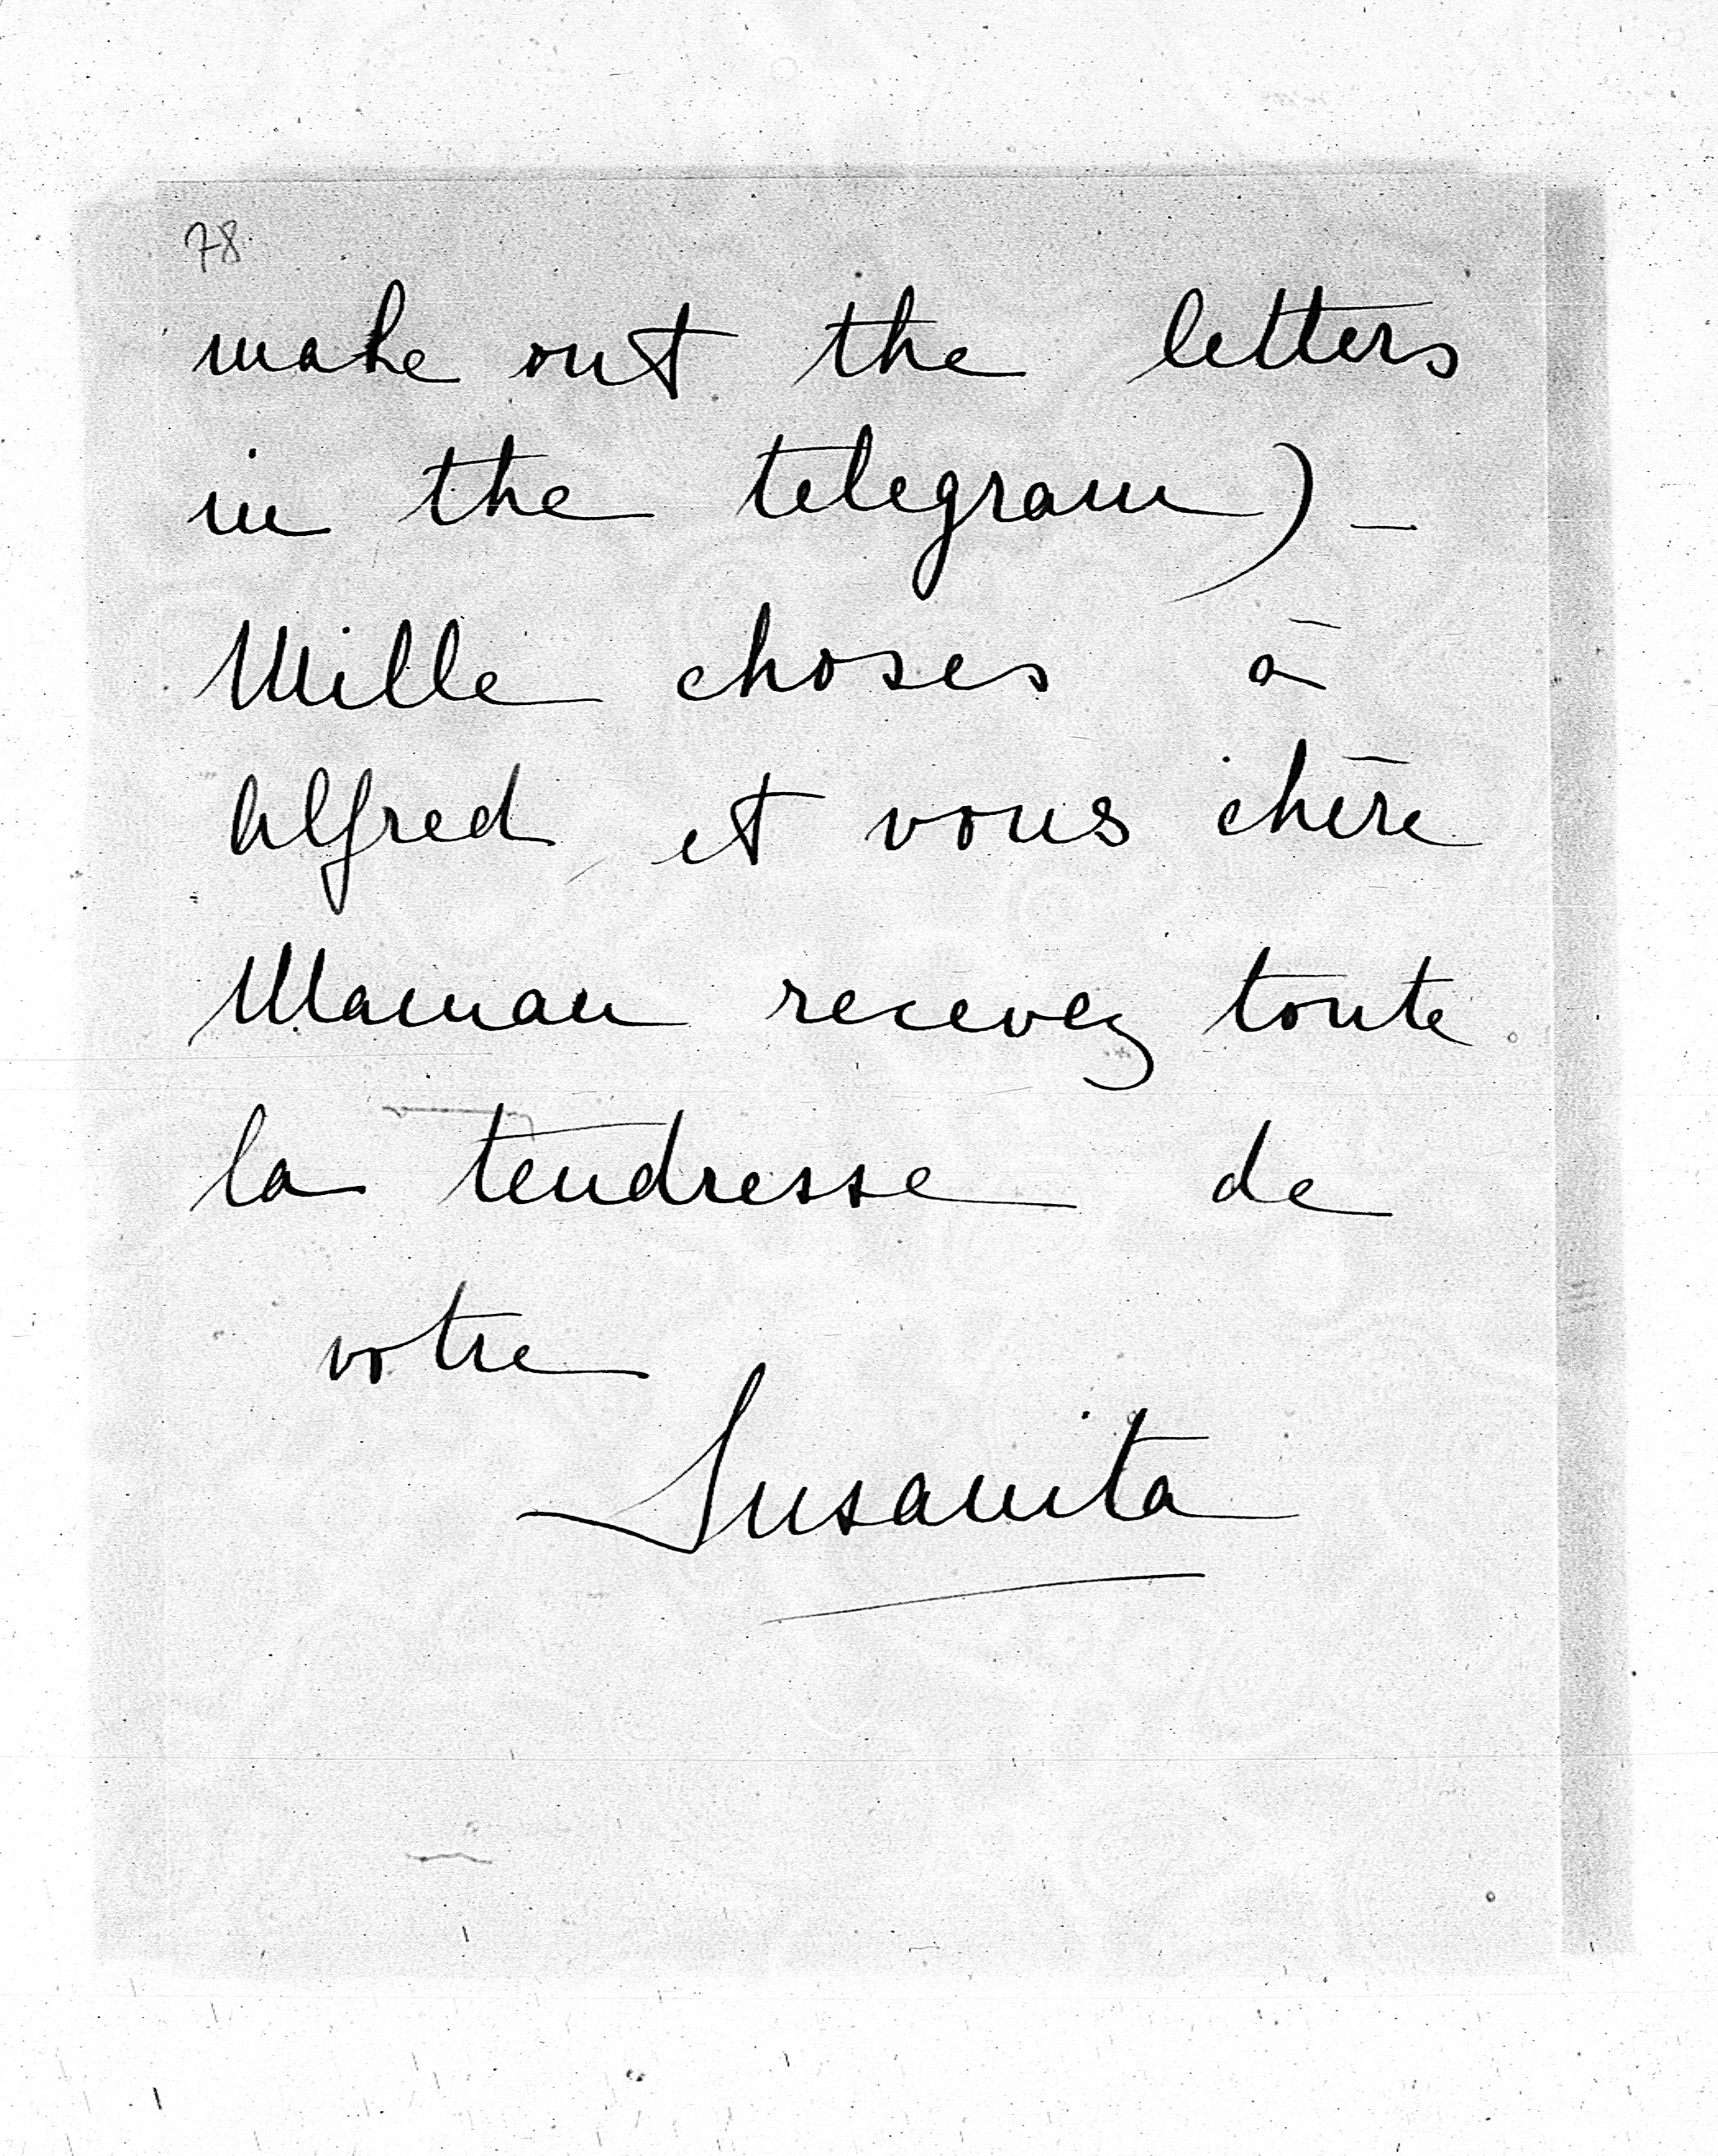 78
make out the letters
in the telegram) —
Mille choses à
Alfred, et vous chère
Maman recevez toute
la tendresse de
votre
Susanita